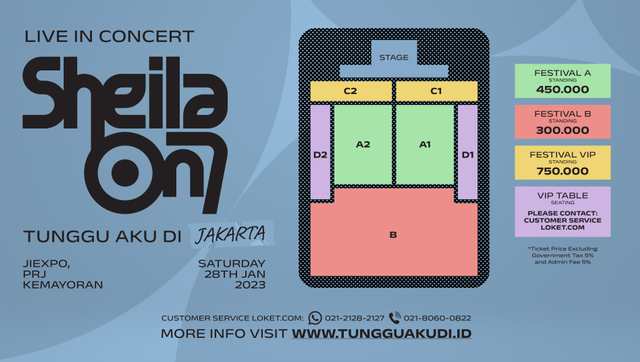 LIVE IN CONCERT
Sheila
On7
TUNGGU AKU DI JAKARTA
JIEXPO,
PRJ
KEMAYORAN
SATURDAY
28TH JAN
2023
STAGE
C2
C1
D2
A2
A1
D1
B
FESTIVAL A
STANDING
450.000
FESTIVAL B
STANDING
300.000
FESTIVAL VIP
STANDING
750.000
VIP TABLE
SEATING
PLEASE CONTACT:
CUSTOMER SERVICE
LOKET.COM
*Ticket Price Excluding
Government Tax 5%
and Admin Fee 5%
CUSTOMER SERVICE LOKET.COM: 021-2128-2127 021-8060-0822
MORE INFO VISIT WWW.TUNGGUAKUDI.ID